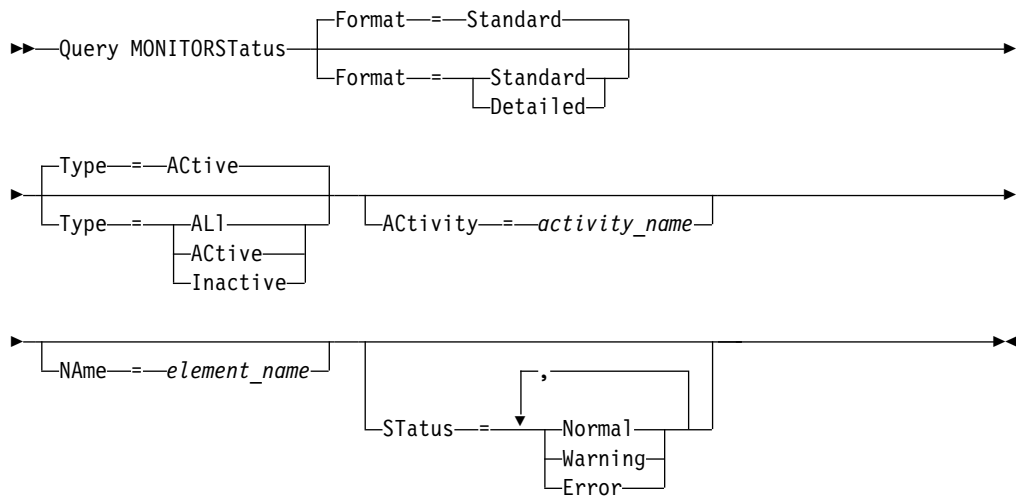 Format = Standard
Query MONITORSTatus
Format = Standard
Detailed
Type = ACtive
Type = ALl
ACtive
Inactive
ACtivity = activity_name
NAme = element_name
,
STatus = Normal
Warning
Error